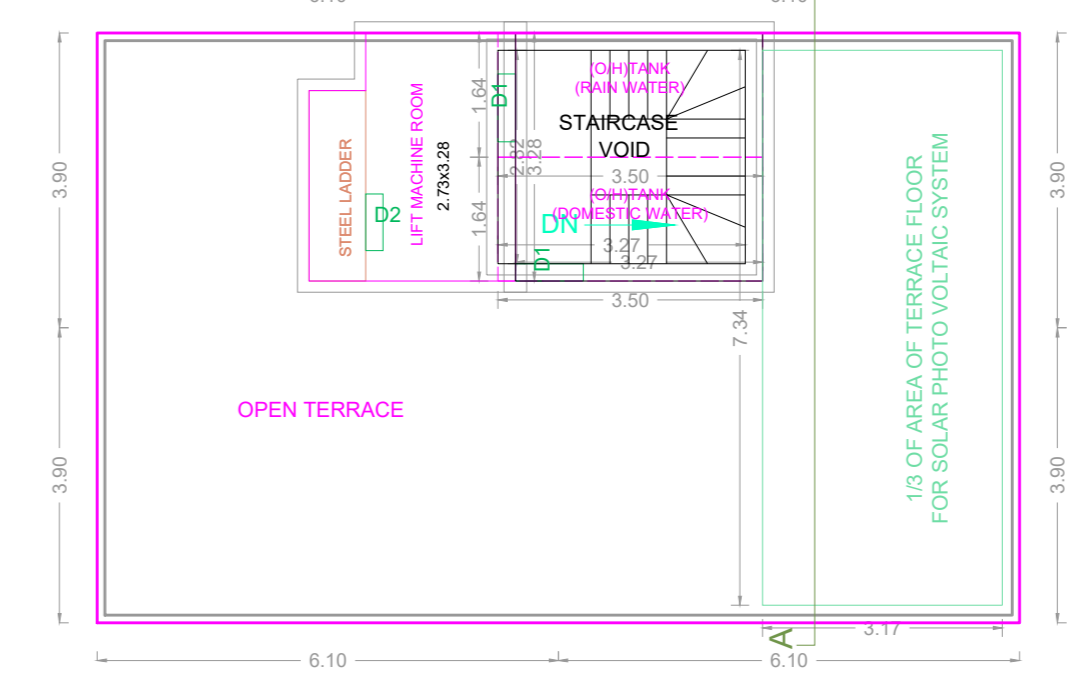 3.90
3.90
STEEL LADDER
D2
LIFT MACHINE ROOM
2.73x3.28
1.64
1.64
D1
2.32
3.28
(O/H)TANK
(RAIN WATER)
STAIRCASE
VOID
3.50
(O/H)TANK
(DOMESTIC WATER)
DN
3.27
3.27
D1
3.50
7.34
1/3 OF AREA OF TERRACE FLOOR
FOR SOLAR PHOTO VOLTAIC SYSTEM
3.90
3.90
OPEN TERRACE
A
3.17
6.10
6.10